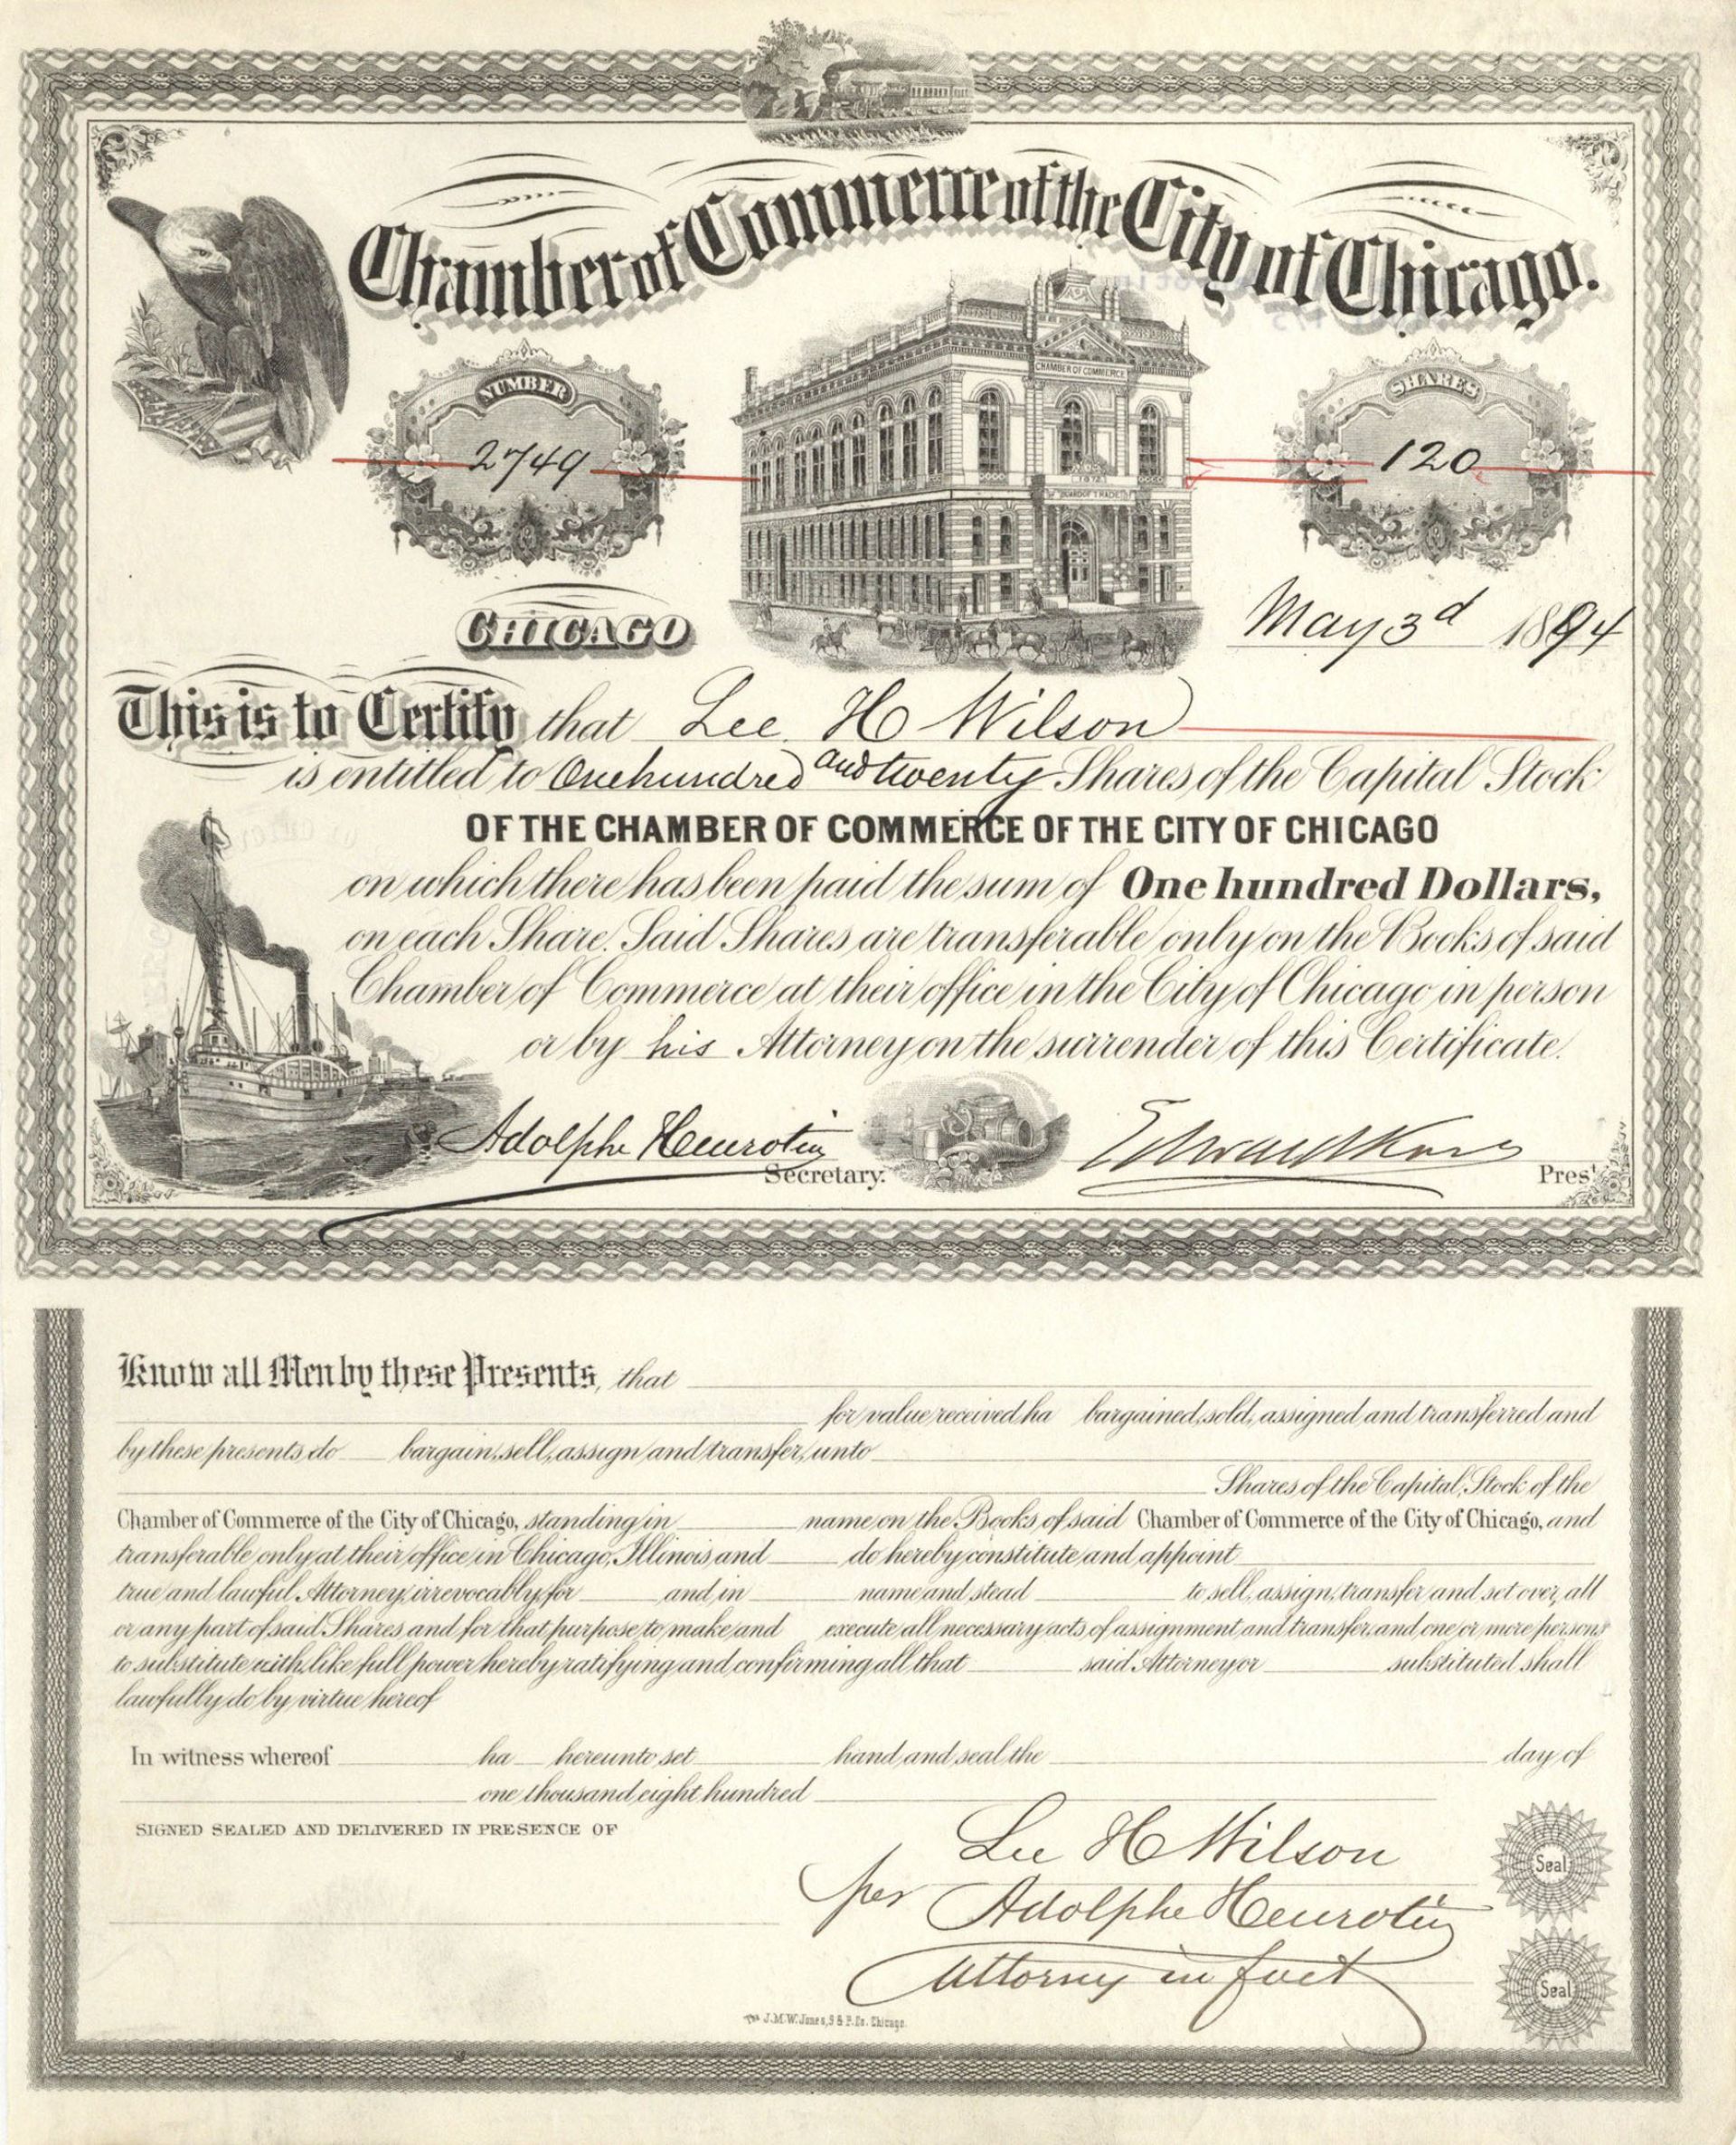 Chamber of Commerce of the City of Chicago.
NUMBER
2749
CHAMBER OF COMMERCE
1872
BOARD OF TRADE
SHARES
120
CHICAGO
May 3d 1894
This is to Certify that Lee H Wilson
is entitled to One hundred and twenty Shares of the Capital Stock
OF THE CHAMBER OF COMMERCE OF THE CITY OF CHICAGO
on which there has been paid the sum of One hundred Dollars,
on each Share. Said Shares are transferable only on the Books of said
Chamber of Commerce at their office in the City of Chicago in person
or by his Attorney on the surrender of this Certificate.
Adolphe Heurotin
Secretary.
Pres't
Know all Men by these Presents, that
for value received ha bargained, sold, assigned and transferred and
by these presents do bargain, sell, assign and transfer, unto
Shares of the Capital, Stock of the
Chamber of Commerce of the City of Chicago, standing in name on the Books of said Chamber of Commerce of the City of Chicago, and
transferable only at their office in Chicago, Illinois, and do hereby constitute and appoint
true and lawful Attorney, irrevocably, for and in name and stead to sell, assign, transfer and set over, all
or any part of said Shares and for that purpose to make and execute all necessary acts of assignment, and transfer, and one or more persons
to substitute with, like full power hereby ratifying and confirming all that said Attorney or substituted shall
lawfully do by virtue hereof
In witness whereof ha hereunto set hand and seal the day of
one thousand eight hundred
SIGNED SEALED AND DELIVERED IN PRESENCE OF
Lee H Wilson
Seal
per Adolphe Heurotin
Attorney in fact
Seal
The J.M.W. Jones, S & P. Co. Chicago.